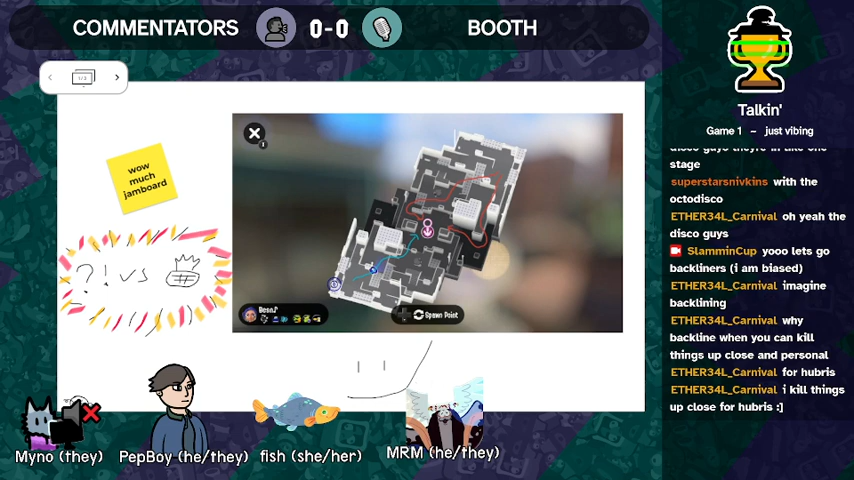 COMMENTATORS 0-0 BOOTH
1/3
wow
much
jamboard
? ! vs
Bean♪
Spawn Point
Talkin'
Game 1 – just vibing
disco guys they're in like one
stage
superstarsnivkins with the
octodisco
ETHER34L_Carnival oh yeah the
disco guys
SlamminCup yooo lets go
backliners (i am biased)
ETHER34L_Carnival imagine
backlining
ETHER34L_Carnival why
backline when you can kill
things up close and personal
ETHER34L_Carnival for hubris
ETHER34L_Carnival i kill things
up close for hubris :]
Myno (they)
PepBoy (he/they)
fish (she/her)
MRM (he/they)